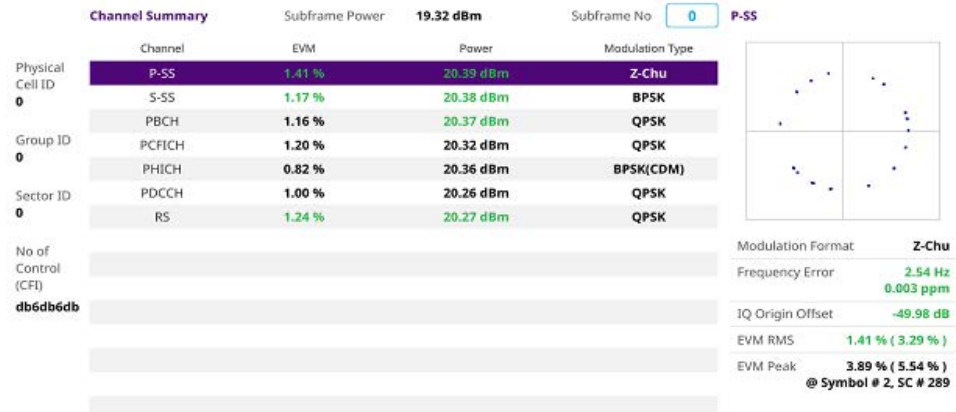 Channel Summary Subframe Power 19.32 dBm Subframe No 0 P-SS
Channel EVM Power Modulation Type
Physical
Cell ID
0
Group ID
0
Sector ID
0
No of
Control
(CFI)
db6db6db
P-SS 1.41 % 20.39 dBm Z-Chu
S-SS 1.17 % 20.38 dBm BPSK
PBCH 1.16 % 20.37 dBm QPSK
PCFICH 1.20 % 20.32 dBm QPSK
PHICH 0.82 % 20.36 dBm BPSK(CDM)
PDCCH 1.00 % 20.26 dBm QPSK
RS 1.24 % 20.27 dBm QPSK
Modulation Format Z-Chu
Frequency Error 2.54 Hz
0.003 ppm
IQ Origin Offset -49.98 dB
EVM RMS 1.41 % ( 3.29 % )
EVM Peak 3.89 % ( 5.54 % )
@ Symbol # 2, SC # 289